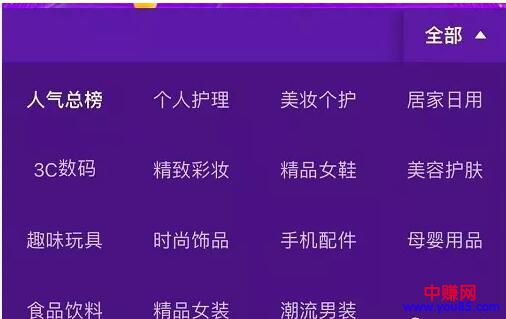 全部
人气总榜 个人护理 美妆个护 居家日用
3C数码 精致彩妆 精品女鞋 美容护肤
趣味玩具 时尚饰品 手机配件 母婴用品
食品饮料 精品女装 潮流男装
中赚网
www.you85.com